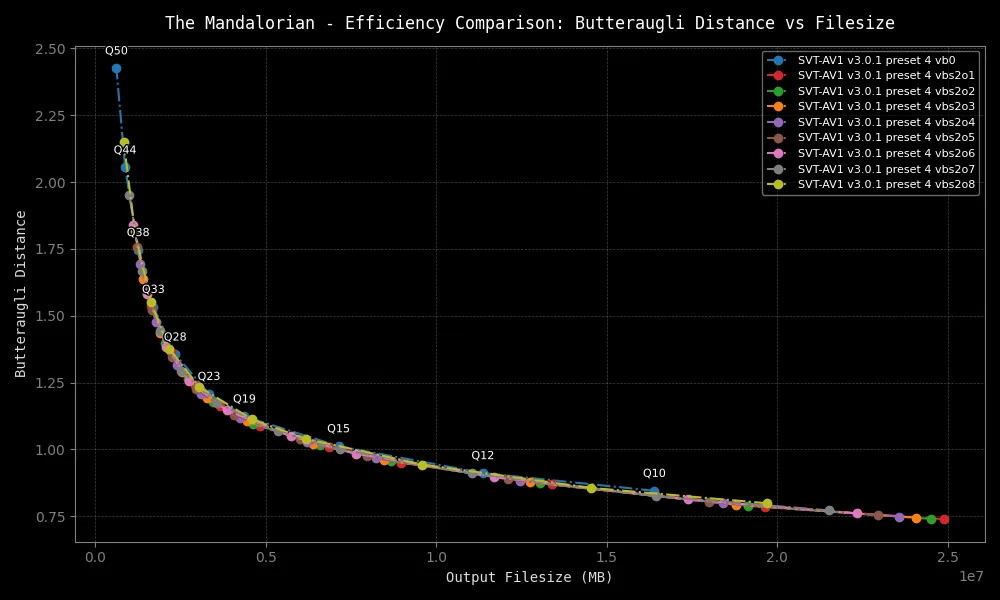 The Mandalorian - Efficiency Comparison: Butteraugli Distance vs Filesize
SVT-AV1 v3.0.1 preset 4 vb0
SVT-AV1 v3.0.1 preset 4 vbs2o1
SVT-AV1 v3.0.1 preset 4 vbs2o2
SVT-AV1 v3.0.1 preset 4 vbs2o3
SVT-AV1 v3.0.1 preset 4 vbs2o4
SVT-AV1 v3.0.1 preset 4 vbs2o5
SVT-AV1 v3.0.1 preset 4 vbs2o6
SVT-AV1 v3.0.1 preset 4 vbs2o7
SVT-AV1 v3.0.1 preset 4 vbs2o8
Butteraugli Distance
2.50
2.25
2.00
1.75
1.50
1.25
1.00
0.75
Q50
Q44
Q38
Q33
Q28
Q23
Q19
Q15
Q12
Q10
0.0 0.5 1.0 1.5 2.0 2.5
1e7
Output Filesize (MB)